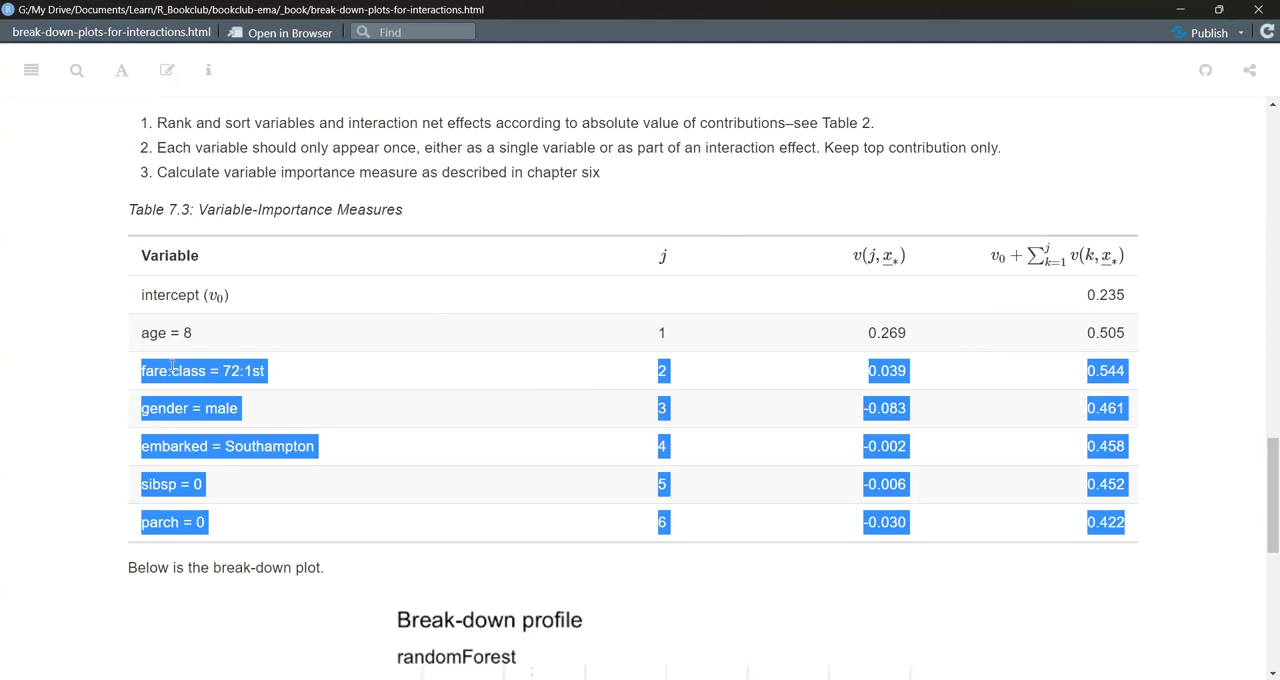 G:/My Drive/Documents/Learn/R_Bookclub/bookclub-ema/_book/break-down-plots-for-interactions.html
break-down-plots-for-interactions.html Open in Browser Find Publish
1. Rank and sort variables and interaction net effects according to absolute value of contributions–see Table 2.
2. Each variable should only appear once, either as a single variable or as part of an interaction effect. Keep top contribution only.
3. Calculate variable importance measure as described in chapter six
Table 7.3: Variable-Importance Measures
Variable j v(j, x_*) v_0 + ∑_{k=1}^{j} v(k, x_*)
intercept (v_0) 0.235
age = 8 1 0.269 0.505
fare:class = 72:1st 2 0.039 0.544
gender = male 3 -0.083 0.461
embarked = Southampton 4 -0.002 0.458
sibsp = 0 5 -0.006 0.452
parch = 0 6 -0.030 0.422
Below is the break-down plot.
Break-down profile
randomForest